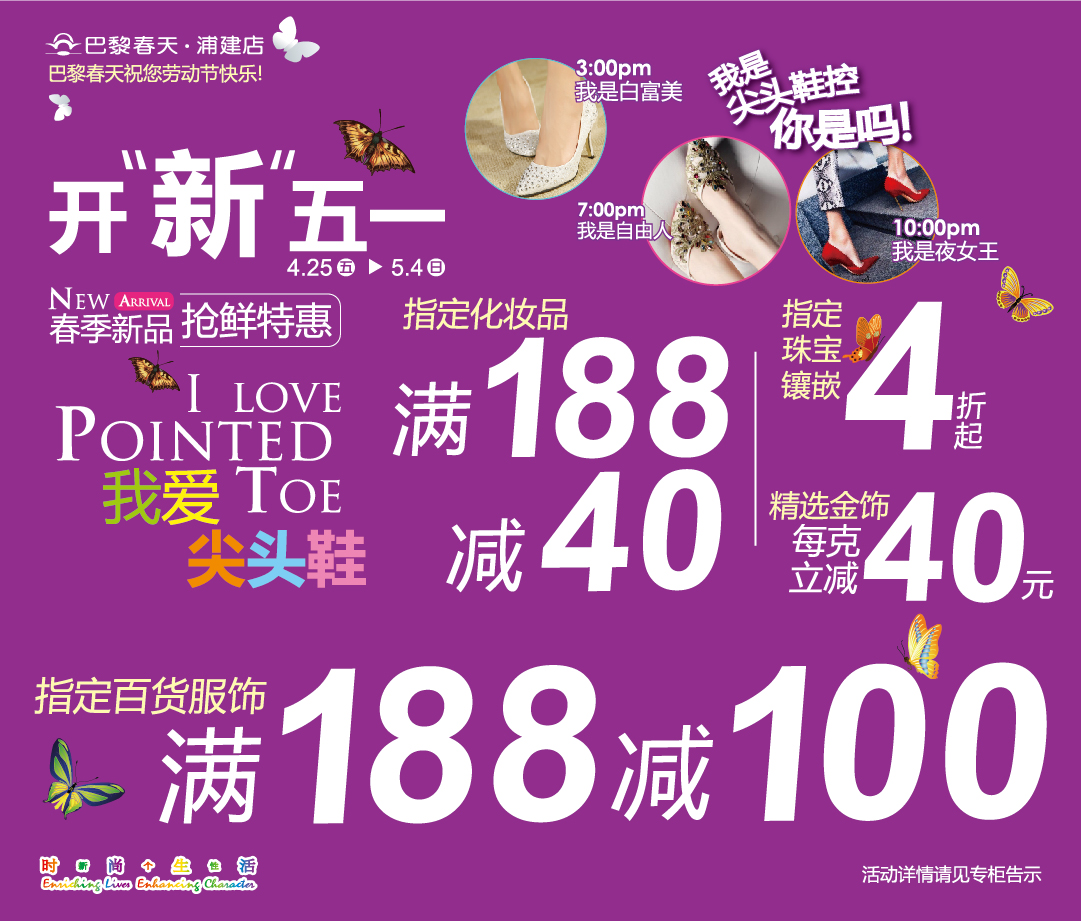 巴黎春天·浦建店
巴黎春天祝您劳动节快乐!
3:00pm
我是白富美
我是
尖头鞋控
你是吗!
7:00pm
我是自由人
10:00pm
我是夜女王
开“新“五一
4.25五▶5.4日
NEW ARRIVAL
春季新品 抢鲜特惠
I LOVE
POINTED
我爱 TOE
尖头鞋
指定化妆品
满188
减40
指定
珠宝
镶嵌
4折起
精选金饰
每克
立减40元
指定百货服饰
满188减100
时新尚个生性活
Enriching Lives Enhancing Character
活动详情请见专柜告示